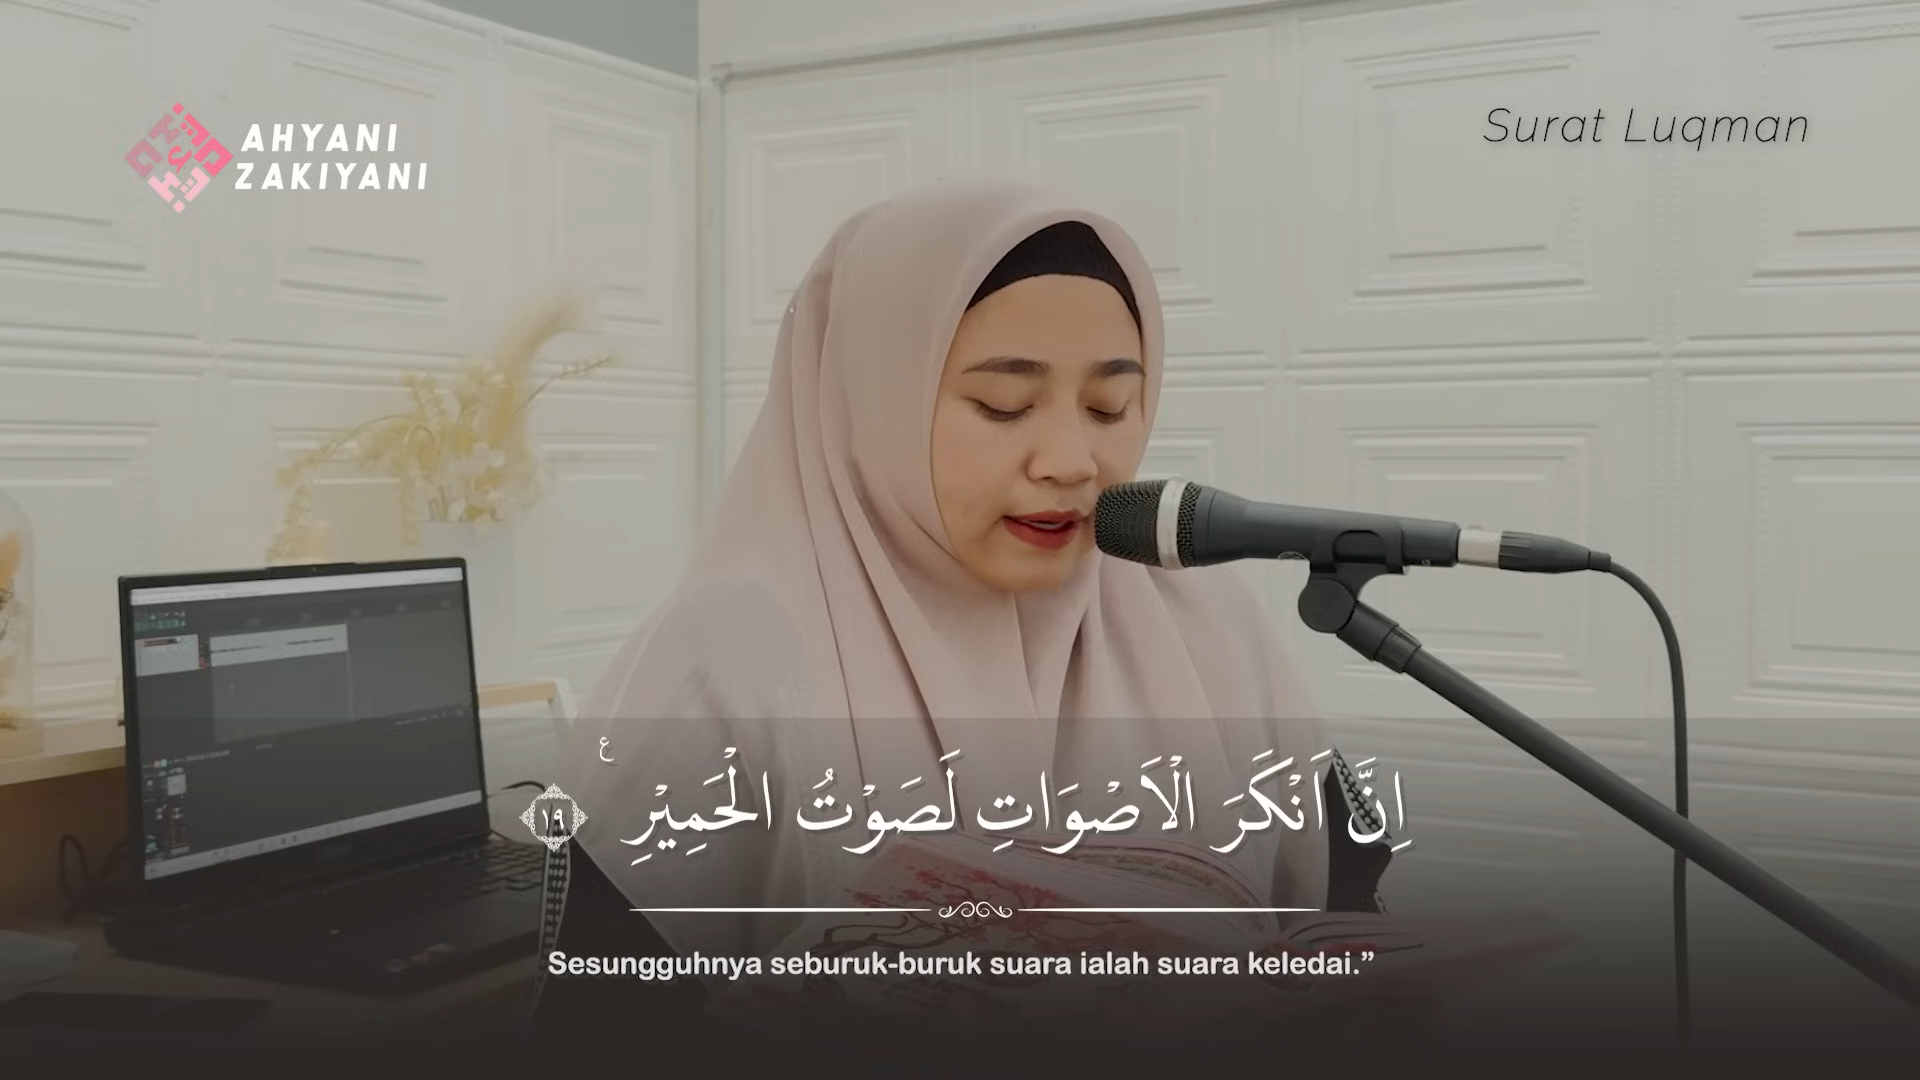 AHYANI
ZAKIYANI
Surat Luqman
اِنَّ اَنْكَرَ الْاَصْوَاتِ لَصَوْتُ الْحَمِيْرِ ࣖ ١٩
Sesungguhnya seburuk-buruk suara ialah suara keledai.”